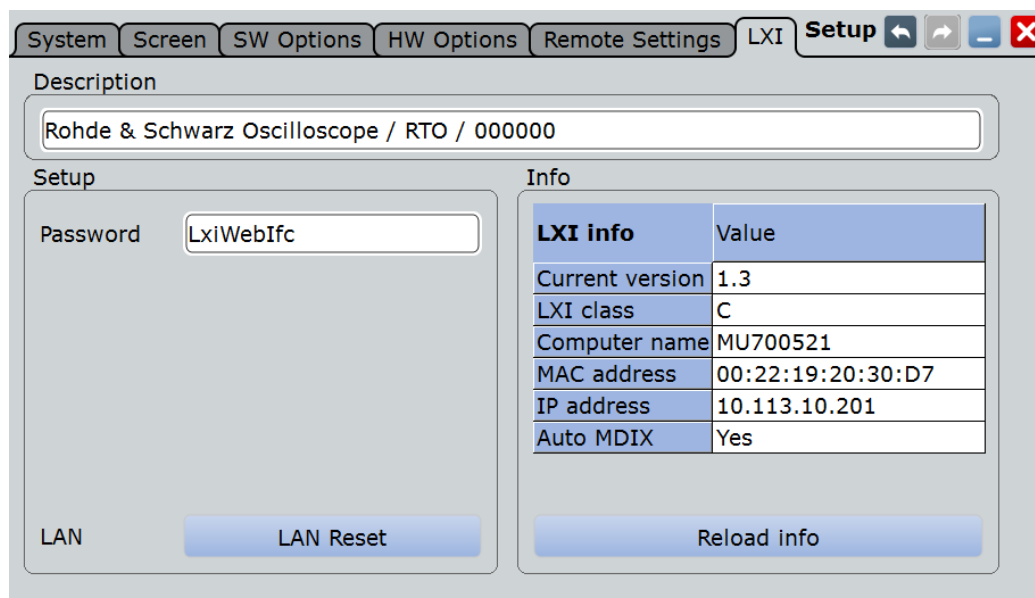 System Screen SW Options HW Options Remote Settings LXI Setup
Description
Rohde & Schwarz Oscilloscope / RTO / 000000
Setup
Password LxiWebIfc
LAN LAN Reset
Info
LXI info Value
Current version 1.3
LXI class C
Computer name MU700521
MAC address 00:22:19:20:30:D7
IP address 10.113.10.201
Auto MDIX Yes
Reload info